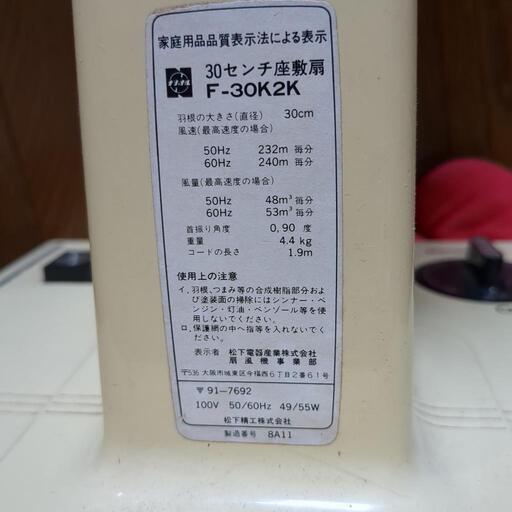 家庭用品品質表示法による表示
ナショナル
30センチ座敷扇
F-30K2K
羽根の大きさ(直径) 30cm
風速(最高速度の場合)
50Hz 232m 毎分
60Hz 240m 毎分
風量(最高速度の場合)
50Hz 48m³ 毎分
60Hz 53m³ 毎分
首振り角度 0,90 度
重量 4.4kg
コードの長さ 1.9m
使用上の注意
イ.羽根、つまみ等の合成樹脂部分およ
び塗装面の掃除にはシンナー・ベ
ンジン・灯油・ベンゾール等を使
用しないでください。
ロ.保護網の中へ指等を入れないでく
ださい。
表示者 松下電器産業株式会社
扇風機事業部
〒536 大阪市城東区今福西6丁目2番61号
〒91-7692
100V 50/60Hz 49/55W
松下精工株式会社
製造番号 8A11